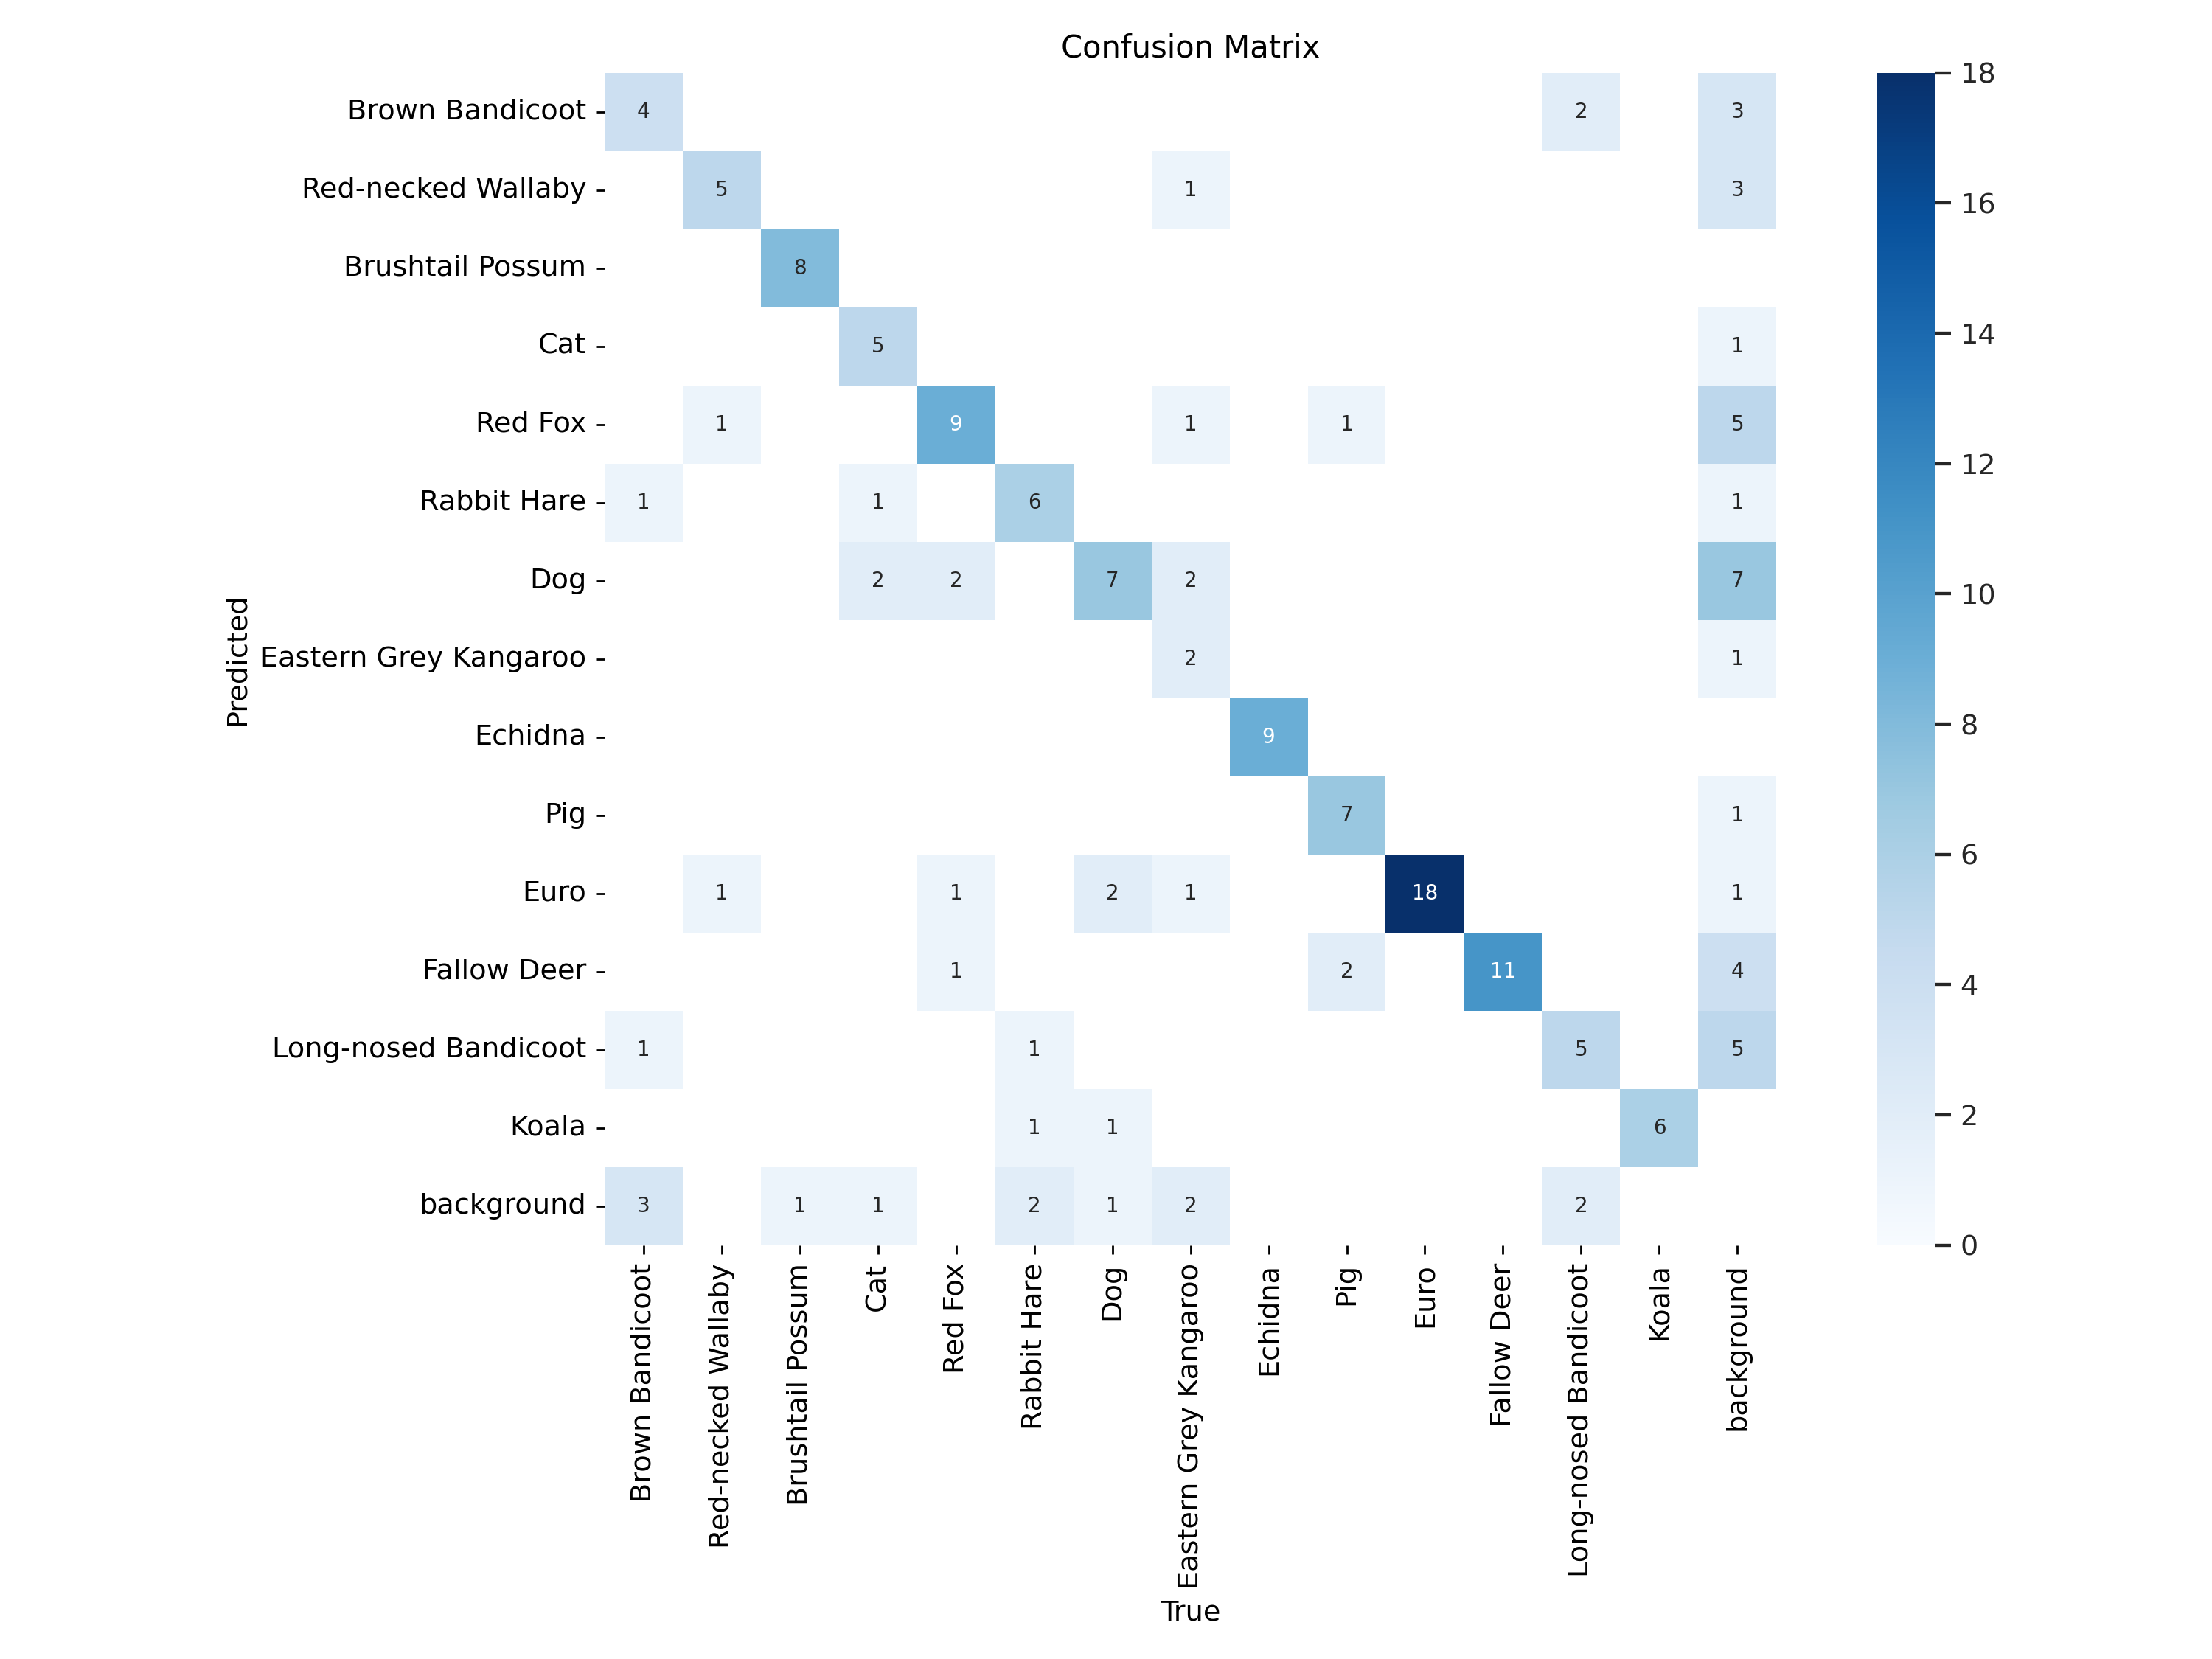 Confusion Matrix
Brown Bandicoot 4 2 3
Red-necked Wallaby 5 1 3
Brushtail Possum 8
Cat 5 1
Red Fox 1 9 1 1 5
Rabbit Hare 1 1 6 1
Dog 2 2 7 2 7
Eastern Grey Kangaroo 2 1
Echidna 9
Pig 7 1
Euro 1 1 2 1 18 1
Fallow Deer 1 2 11 4
Long-nosed Bandicoot 1 1 5 5
Koala 1 1 6
background 3 1 1 2 1 2 2
Predicted
Brown Bandicoot
Red-necked Wallaby
Brushtail Possum
Cat
Red Fox
Rabbit Hare
Dog
Eastern Grey Kangaroo
Echidna
Pig
Euro
Fallow Deer
Long-nosed Bandicoot
Koala
background
True
18
16
14
12
10
8
6
4
2
0